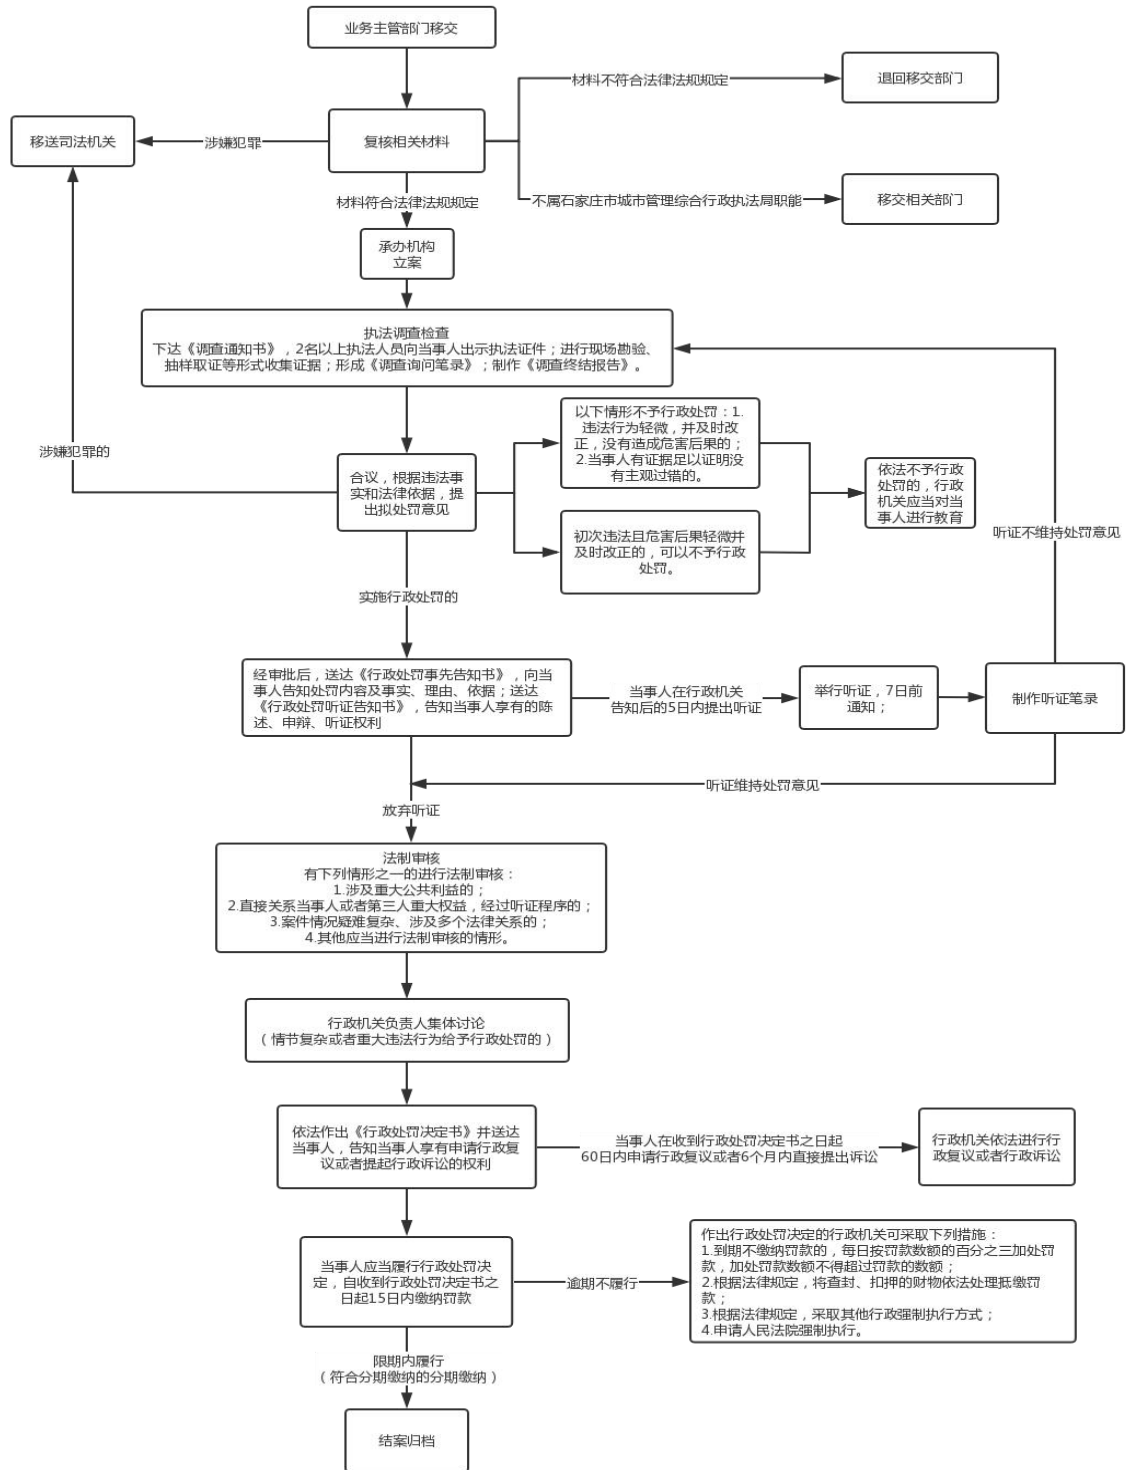 业务主管部门移交
材料不符合法律法规规定
退回移交部门
移送司法机关
涉嫌犯罪
复核相关材料
材料符合法律法规规定
不属石家庄市城市管理综合行政执法局职能
移交相关部门
承办机构
立案
执法调查检查
下达《调查通知书》，2名以上执法人员向当事人出示执法证件；进行现场勘验、
抽样取证等形式收集证据；形成《调查询问笔录》；制作《调查终结报告》。
涉嫌犯罪的
合议，根据违法事
实和法律依据，提
出拟处罚意见
以下情形不予行政处罚：1.
违法行为轻微，并及时改
正，没有造成危害后果的；
2.当事人有证据足以证明没
有主观过错的。
初次违法且危害后果轻微并
及时改正的，可以不予行政
处罚。
依法不予行政
处罚的，行政
机关应当对当
事人进行教育
听证不维持处罚意见
实施行政处罚的
经审批后，送达《行政处罚事先告知书》，向当
事人告知处罚内容及事实、理由、依据；送达
《行政处罚听证告知书》，告知当事人享有的陈
述、申辩、听证权利
当事人在行政机关
告知后的5日内提出听证
举行听证，7日前
通知；
制作听证笔录
听证维持处罚意见
放弃听证
法制审核
有下列情形之一的进行法制审核：
1.涉及重大公共利益的；
2.直接关系当事人或者第三人重大权益，经过听证程序的；
3.案件情况疑难复杂、涉及多个法律关系的；
4.其他应当进行法制审核的情形。
行政机关负责人集体讨论
（情节复杂或者重大违法行为给予行政处罚的）
依法作出《行政处罚决定书》并送达
当事人，告知当事人享有申请行政复
议或者提起行政诉讼的权利
当事人在收到行政处罚决定书之日起
60日内申请行政复议或者6个月内直接提出诉讼
行政机关依法进行行
政复议或者行政诉讼
当事人应当履行行政处罚决
定，自收到行政处罚决定书之
日起15日内缴纳罚款
逾期不履行
作出行政处罚决定的行政机关可采取下列措施：
1.到期不缴纳罚款的，每日按罚款数额的百分之三加处罚
款，加处罚款数额不得超过罚款的数额；
2.根据法律规定，将查封、扣押的财物依法处理抵缴罚
款；
3.根据法律规定，采取其他行政强制执行方式；
4.申请人民法院强制执行。
限期内履行
（符合分期缴纳的分期缴纳）
结案归档